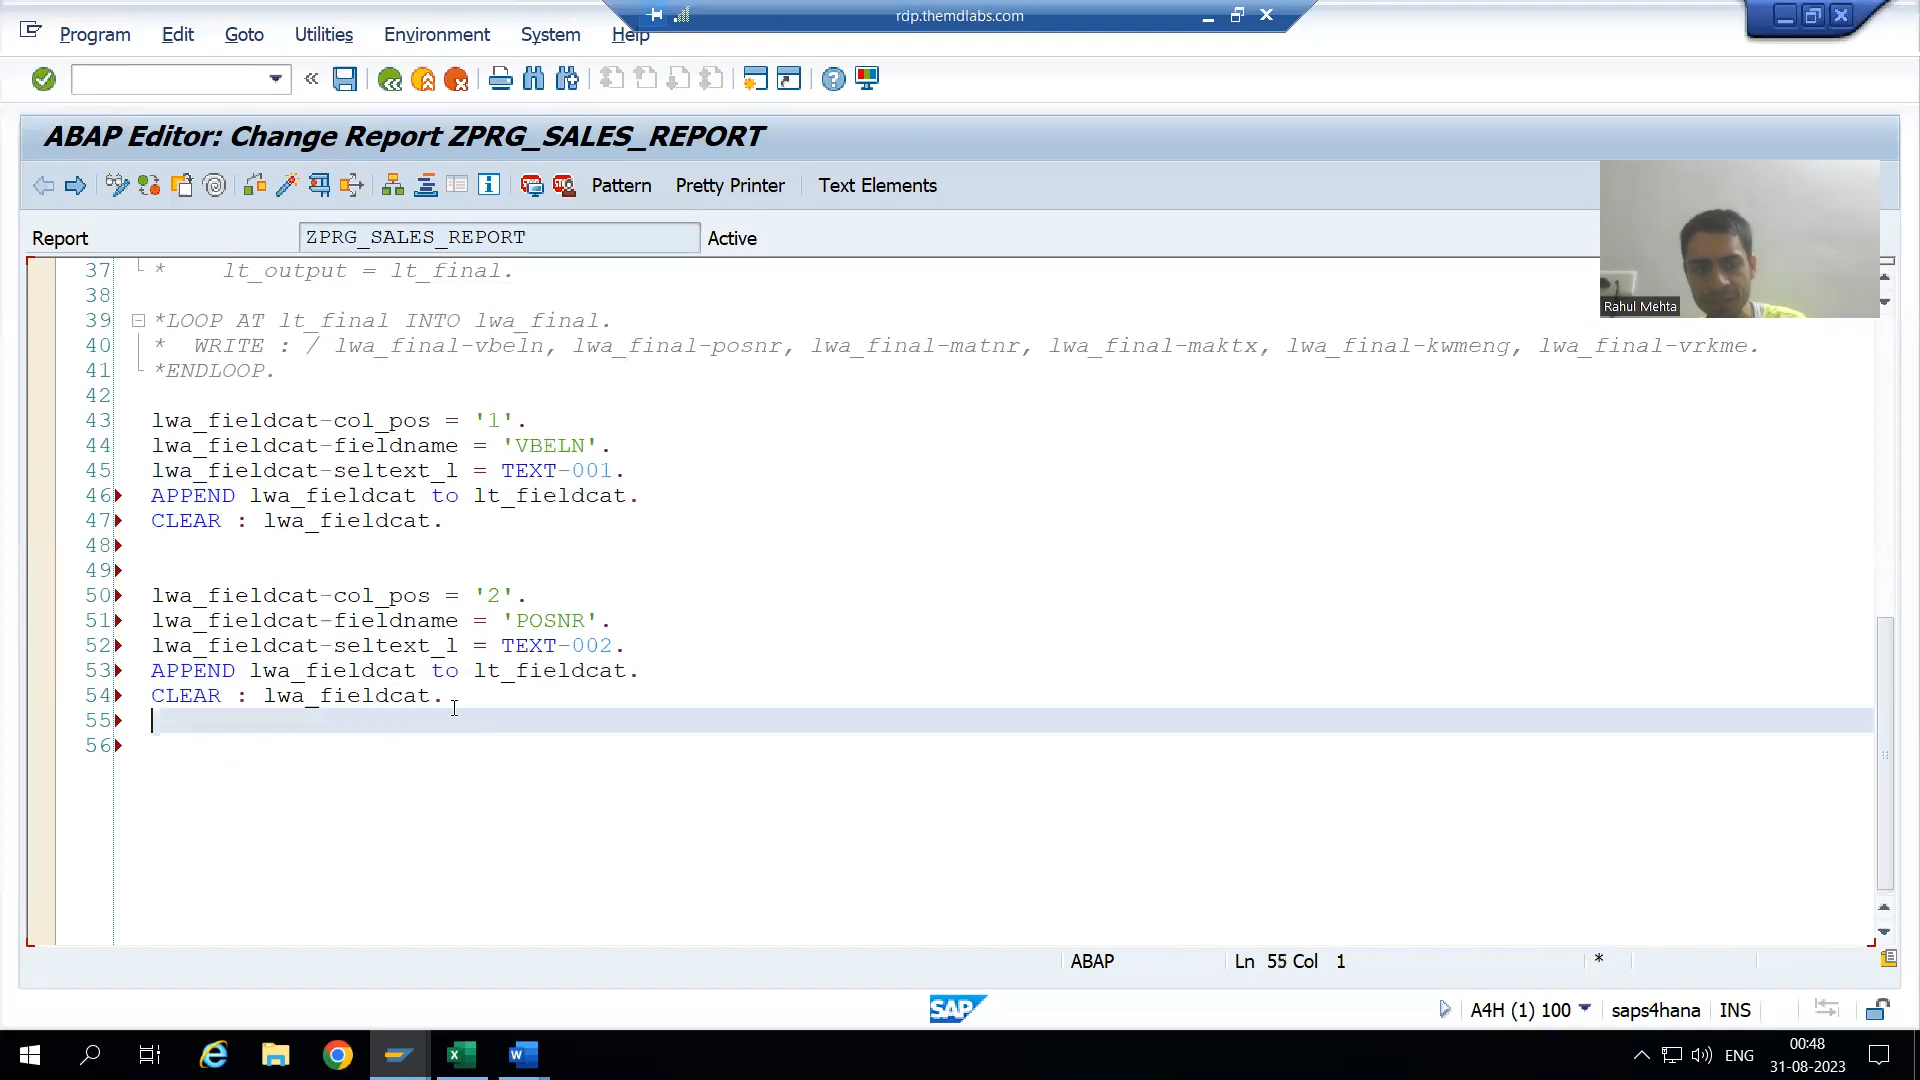 rdp.themdlabs.com
Program Edit Goto Utilities Environment System Help
ABAP Editor: Change Report ZPRG_SALES_REPORT
Pattern Pretty Printer Text Elements
Report ZPRG_SALES_REPORT Active
Rahul Mehta
37 * lt_output = lt_final.
38
39 *LOOP AT lt_final INTO lwa_final.
40 * WRITE : / lwa_final-vbeln, lwa_final-posnr, lwa_final-matnr, lwa_final-maktx, lwa_final-kwmeng, lwa_final-vrkme.
41 *ENDLOOP.
42
43 lwa_fieldcat-col_pos = '1'.
44 lwa_fieldcat-fieldname = 'VBELN'.
45 lwa_fieldcat-seltext_l = TEXT-001.
46 APPEND lwa_fieldcat to lt_fieldcat.
47 CLEAR : lwa_fieldcat.
48
49
50 lwa_fieldcat-col_pos = '2'.
51 lwa_fieldcat-fieldname = 'POSNR'.
52 lwa_fieldcat-seltext_l = TEXT-002.
53 APPEND lwa_fieldcat to lt_fieldcat.
54 CLEAR : lwa_fieldcat.
55
56
ABAP Ln 55 Col 1 *
SAP A4H (1) 100 saps4hana INS
ENG 00:48
31-08-2023